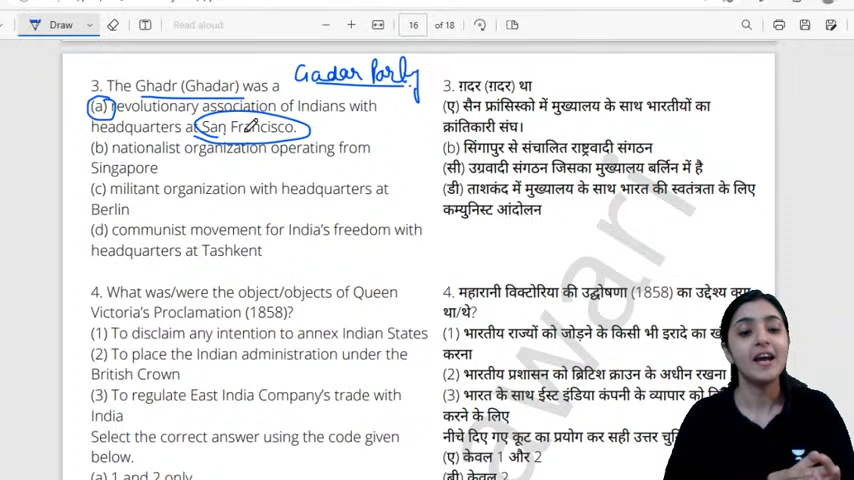 Draw
Read aloud
16
of 18
Gadar Party
3. The Ghadr (Ghadar) was a
(a) revolutionary association of Indians with
headquarters at San Francisco.
(b) nationalist organization operating from
Singapore
(c) militant organization with headquarters at
Berlin
(d) communist movement for India's freedom with
headquarters at Tashkent
3. ग़दर (ग़दर) था
(ए) सैन फ्रांसिस्को में मुख्यालय के साथ भारतीयों का
क्रांतिकारी संघ।
(b) सिंगापुर से संचालित राष्ट्रवादी संगठन
(सी) उग्रवादी संगठन जिसका मुख्यालय बर्लिन में है
(डी) ताशकंद में मुख्यालय के साथ भारत की स्वतंत्रता के लिए
कम्युनिस्ट आंदोलन
4. What was/were the object/objects of Queen
Victoria's Proclamation (1858)?
(1) To disclaim any intention to annex Indian States
(2) To place the Indian administration under the
British Crown
(3) To regulate East India Company's trade with
India
Select the correct answer using the code given
below.
(a) 1 and 2 only
4. महारानी विक्टोरिया की उद्घोषणा (1858) का उद्देश्य क्या
था/थे?
(1) भारतीय राज्यों को जोड़ने के किसी भी इरादे का
करना
(2) भारतीय प्रशासन को ब्रिटिश क्राउन के अधीन रखना
(3) भारत के साथ ईस्ट इंडिया कंपनी के व्यापार को
करने के लिए
नीचे दिए गए कूट का प्रयोग कर सही उत्तर
(ए) केवल 1 और 2
(बी) केवल 2